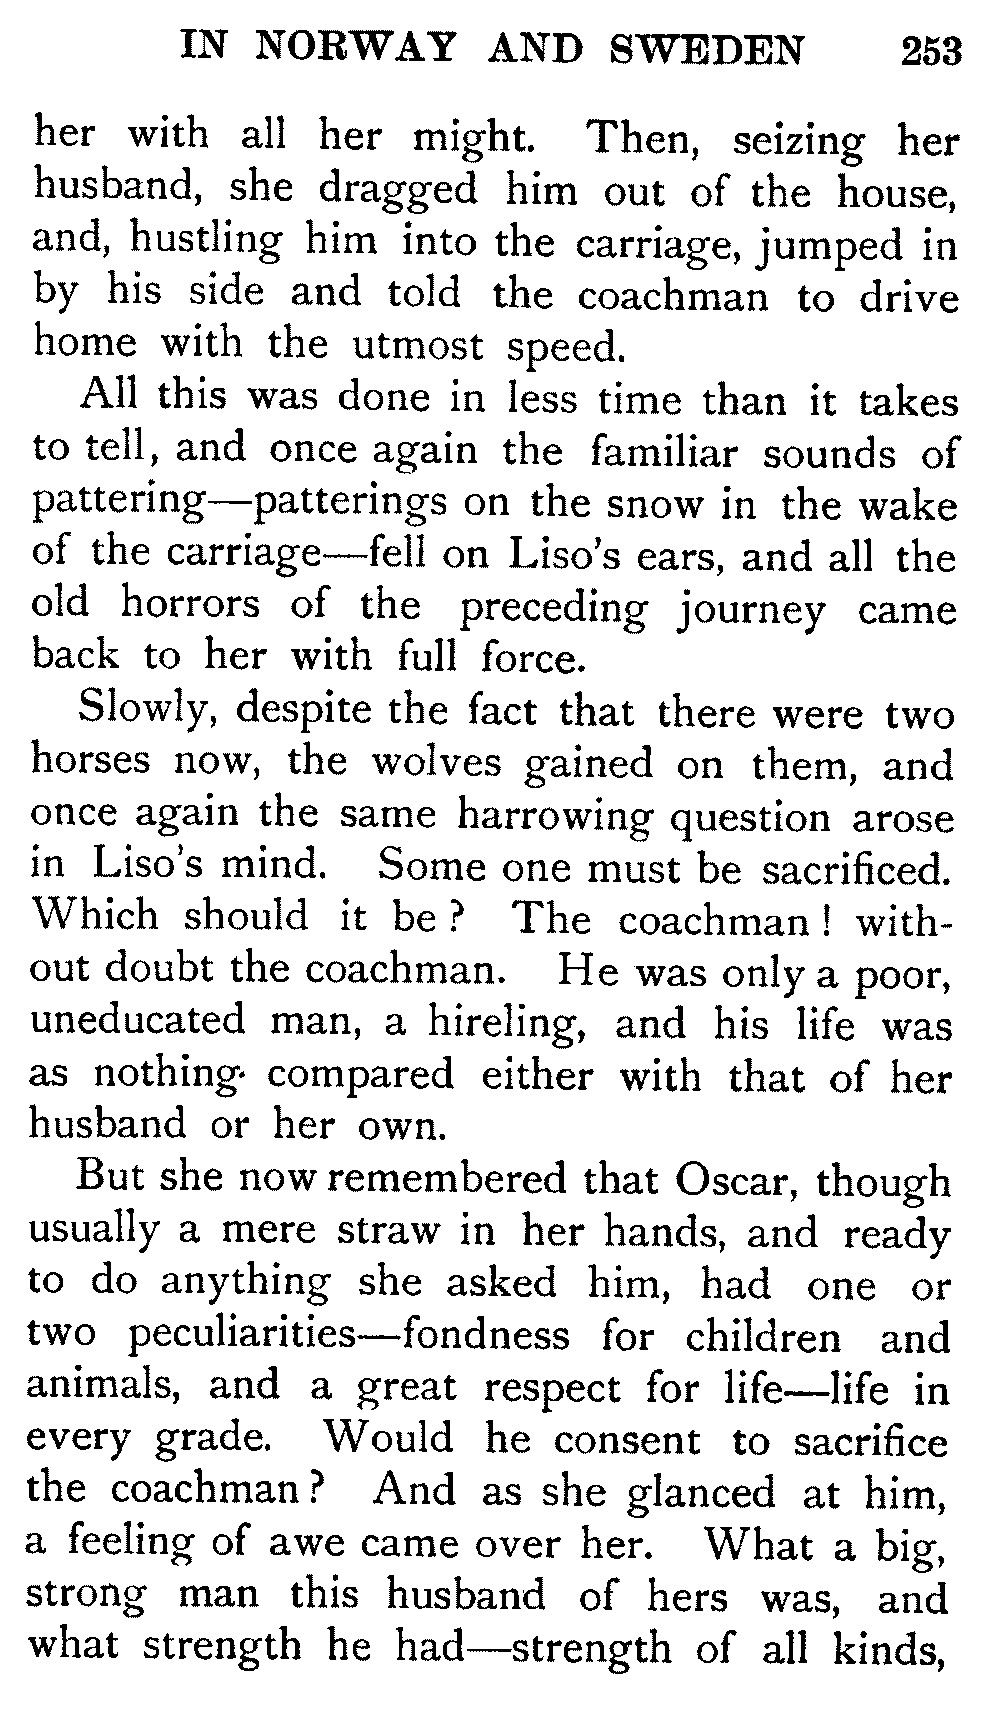 IN NORWAY AND SWEDEN 253
her with all her might. Then, seizing her
husband, she dragged him out of the house,
and, hustling him into the carriage, jumped in
by his side and told the coachman to drive
home with the utmost speed.
All this was done in less time than it takes
to tell, and once again the familiar sounds of
pattering—patterings on the snow in the wake
of the carriage—fell on Liso's ears, and all the
old horrors of the preceding journey came
back to her with full force.
Slowly, despite the fact that there were two
horses now, the wolves gained on them, and
once again the same harrowing question arose
in Liso's mind. Some one must be sacrificed.
Which should it be? The coachman! with-
out doubt the coachman. He was only a poor,
uneducated man, a hireling, and his life was
as nothing compared either with that of her
husband or her own.
But she now remembered that Oscar, though
usually a mere straw in her hands, and ready
to do anything she asked him, had one or
two peculiarities—fondness for children and
animals, and a great respect for life—life in
every grade. Would he consent to sacrifice
the coachman? And as she glanced at him,
a feeling of awe came over her. What a big,
strong man this husband of hers was, and
what strength he had—strength of all kinds,